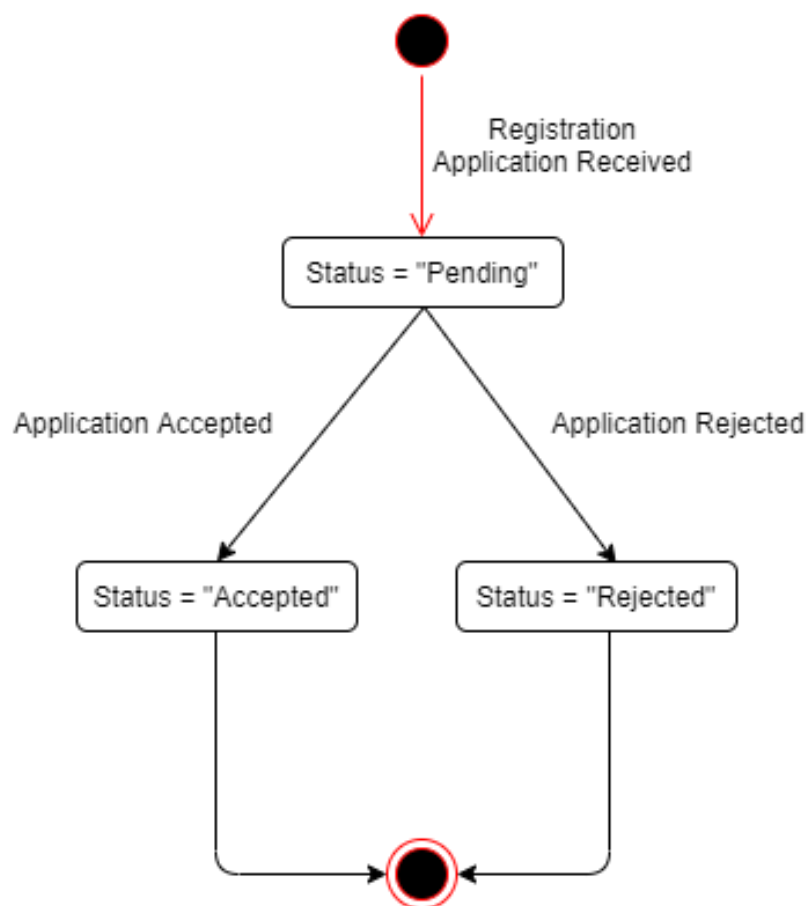 Registration
Application Received
Status = "Pending"
Application Accepted
Application Rejected
Status = "Accepted"
Status = "Rejected"